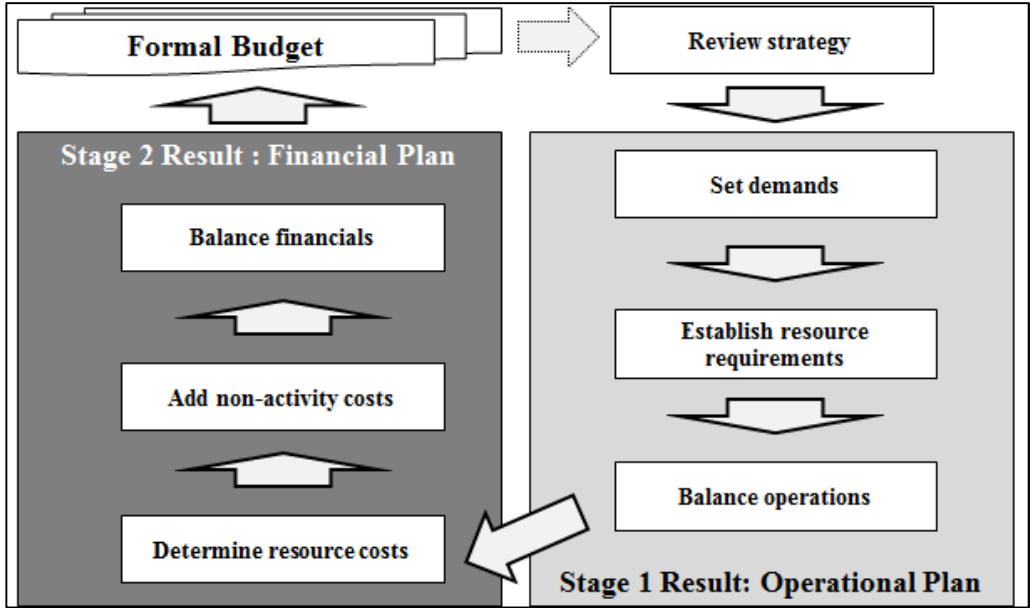 Formal Budget
Review strategy
Stage 2 Result : Financial Plan
Set demands
Balance financials
Establish resource
requirements
Add non-activity costs
Balance operations
Determine resource costs
Stage 1 Result: Operational Plan